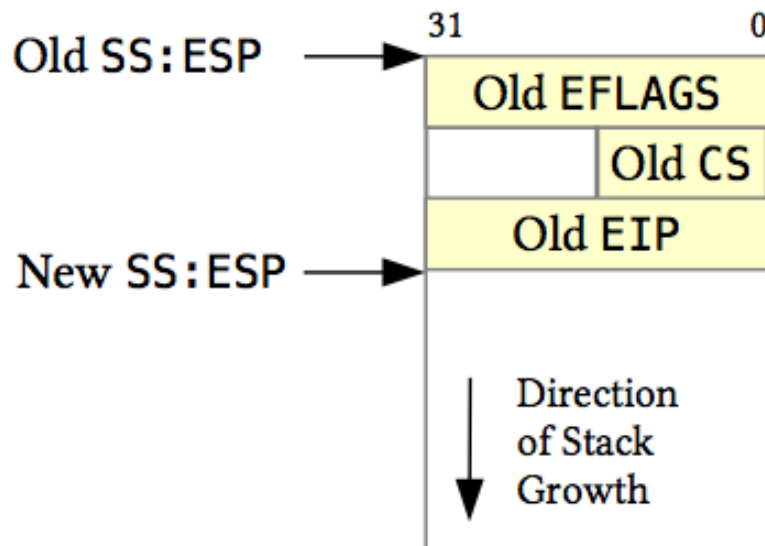 31 0
Old SS:ESP
Old EFLAGS
Old CS
Old EIP
New SS:ESP
Direction
of Stack
Growth